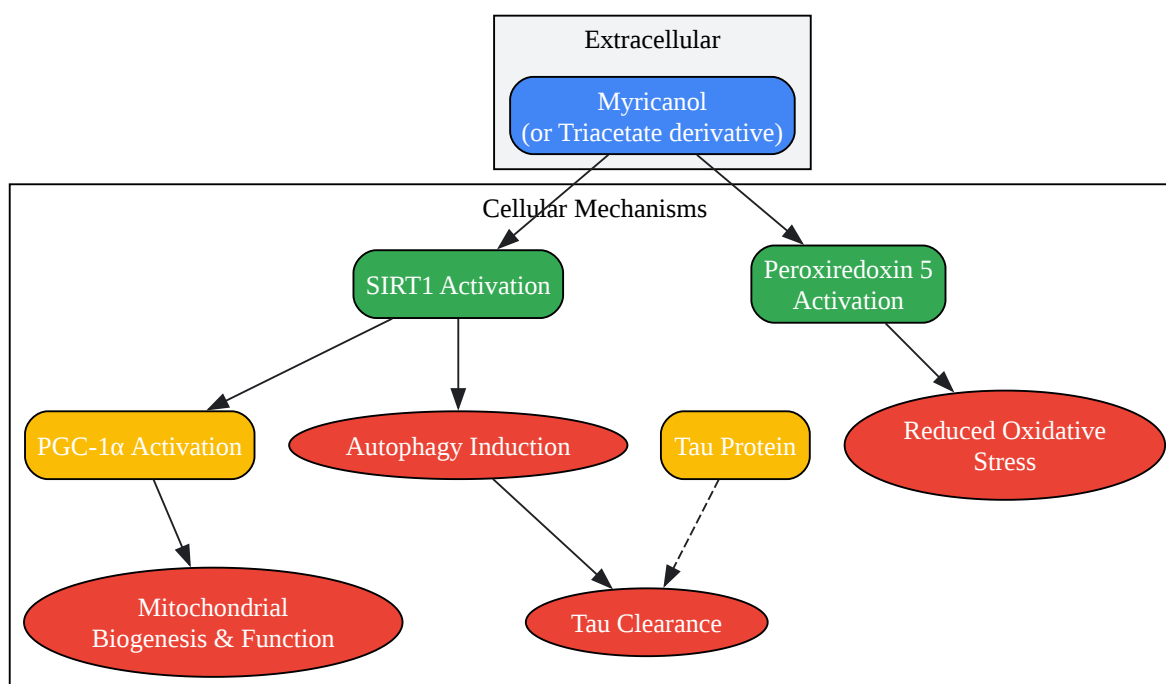 Extracellular
Myricanol
(or Triacetate derivative)
Cellular Mechanisms
SIRT1 Activation
Peroxiredoxin 5
Activation
PGC-1α Activation
Autophagy Induction
Tau Protein
Reduced Oxidative
Stress
Mitochondrial
Biogenesis & Function
Tau Clearance